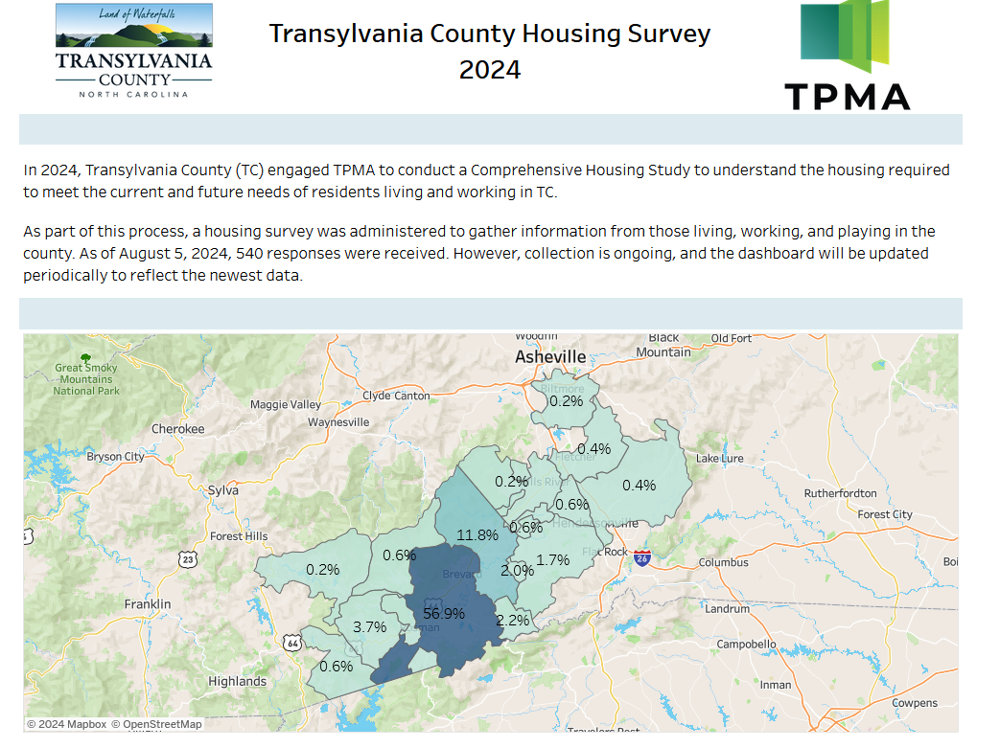 Land of Waterfalls
TRANSYLVANIA
COUNTY
NORTH CAROLINA
Transylvania County Housing Survey
2024
TPMA
In 2024, Transylvania County (TC) engaged TPMA to conduct a Comprehensive Housing Study to understand the housing required
to meet the current and future needs of residents living and working in TC.
As part of this process, a housing survey was administered to gather information from those living, working, and playing in the
county. As of August 5, 2024, 540 responses were received. However, collection is ongoing, and the dashboard will be updated
periodically to reflect the newest data.
Black
Mountain
Old Fort
Asheville
Great Smoky
Mountains
National Park
Biltmore
0.2%
Clyde Canton
Maggie Valley
Waynesville
Cherokee
0.4%
Fletcher
Bryson City
Lake Lure
0.2%
0.4%
Sylva
Rutherfordton
0.6%
Forest City
0.6%
11.8%
Forest Hills
0.6%
1.7%
Flat Rock
26
23
Columbus
0.2%
2.0%
Franklin
Landrum
56.9%
2.2%
3.7%
64
Campobello
0.6%
Highlands
Inman
Cowpens
© 2024 Mapbox © OpenStreetMap